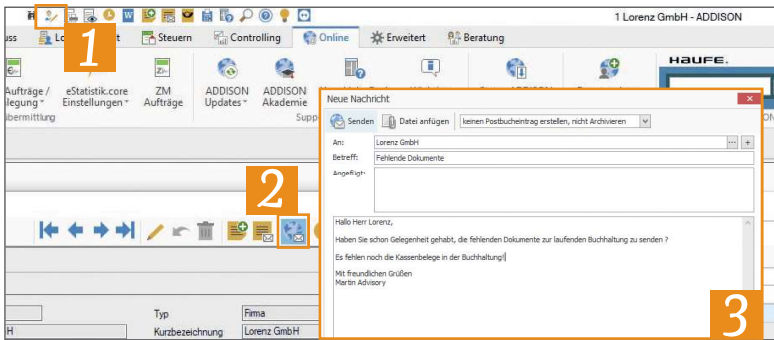 1 Lorenz GmbH - ADDISON
1
uss
Steuern
Controlling
Online
Erweitert
Beratung
HAUFE.
Aufträge /
eStatistik.core
Einstellungen
ZM
Aufträge
ADDISON
Updates
ADDISON
Akademie
Neue Nachricht
Senden
Datei anfügen
keinen Postbucheintrag erstellen, nicht Archivieren
An:
Lorenz GmbH
Betreff:
Fehlende Dokumente
Angefügt:
2
Hallo Herr Lorenz,
Haben Sie schon Gelegenheit gehabt, die fehlenden Dokumente zur laufenden Buchhaltung zu senden ?
Es fehlen noch die Kassenbelege in der Buchhaltung!
Mit freundlichen Grüßen
Martin Advisory
3
Typ
Firma
H
Kurzbezeichnung
Lorenz GmbH